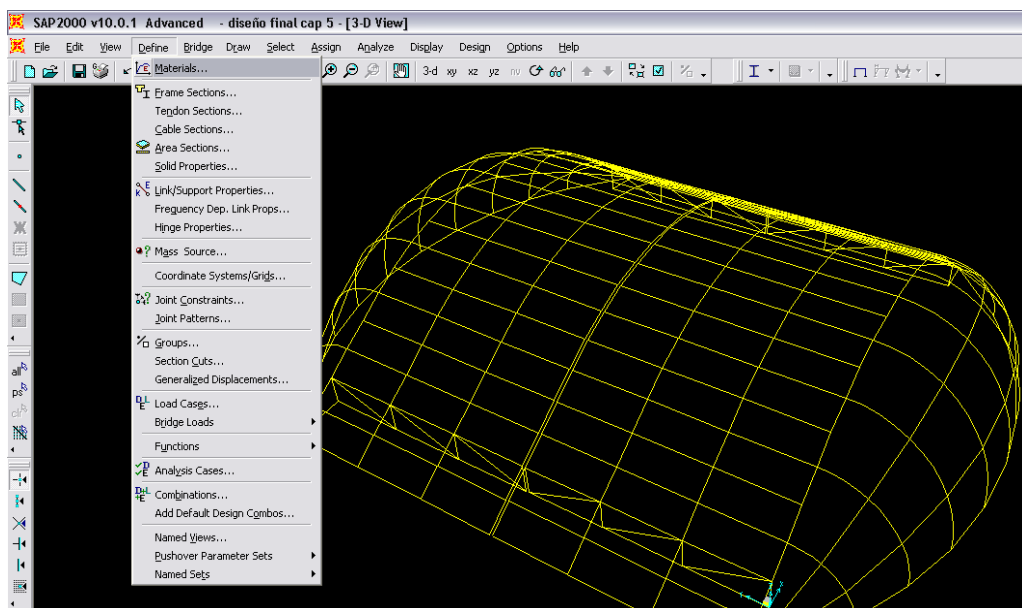 SAP2000 v10.0.1 Advanced - diseño final cap 5 - [3-D View]
File Edit View Define Bridge Draw Select Assign Analyze Display Design Options Help
3-d xy xz yz nv
Materials...
Frame Sections...
Tendon Sections...
Cable Sections...
Area Sections...
Solid Properties...
Link/Support Properties...
Frequency Dep. Link Props...
Hinge Properties...
Mass Source...
Coordinate Systems/Grids...
Joint Constraints...
Joint Patterns...
Groups...
Section Cuts...
Generalized Displacements...
Load Cases...
Bridge Loads
Functions
Analysis Cases...
Combinations...
Add Default Design Combos...
Named Views...
Pushover Parameter Sets
Named Sets
all
ps
clr